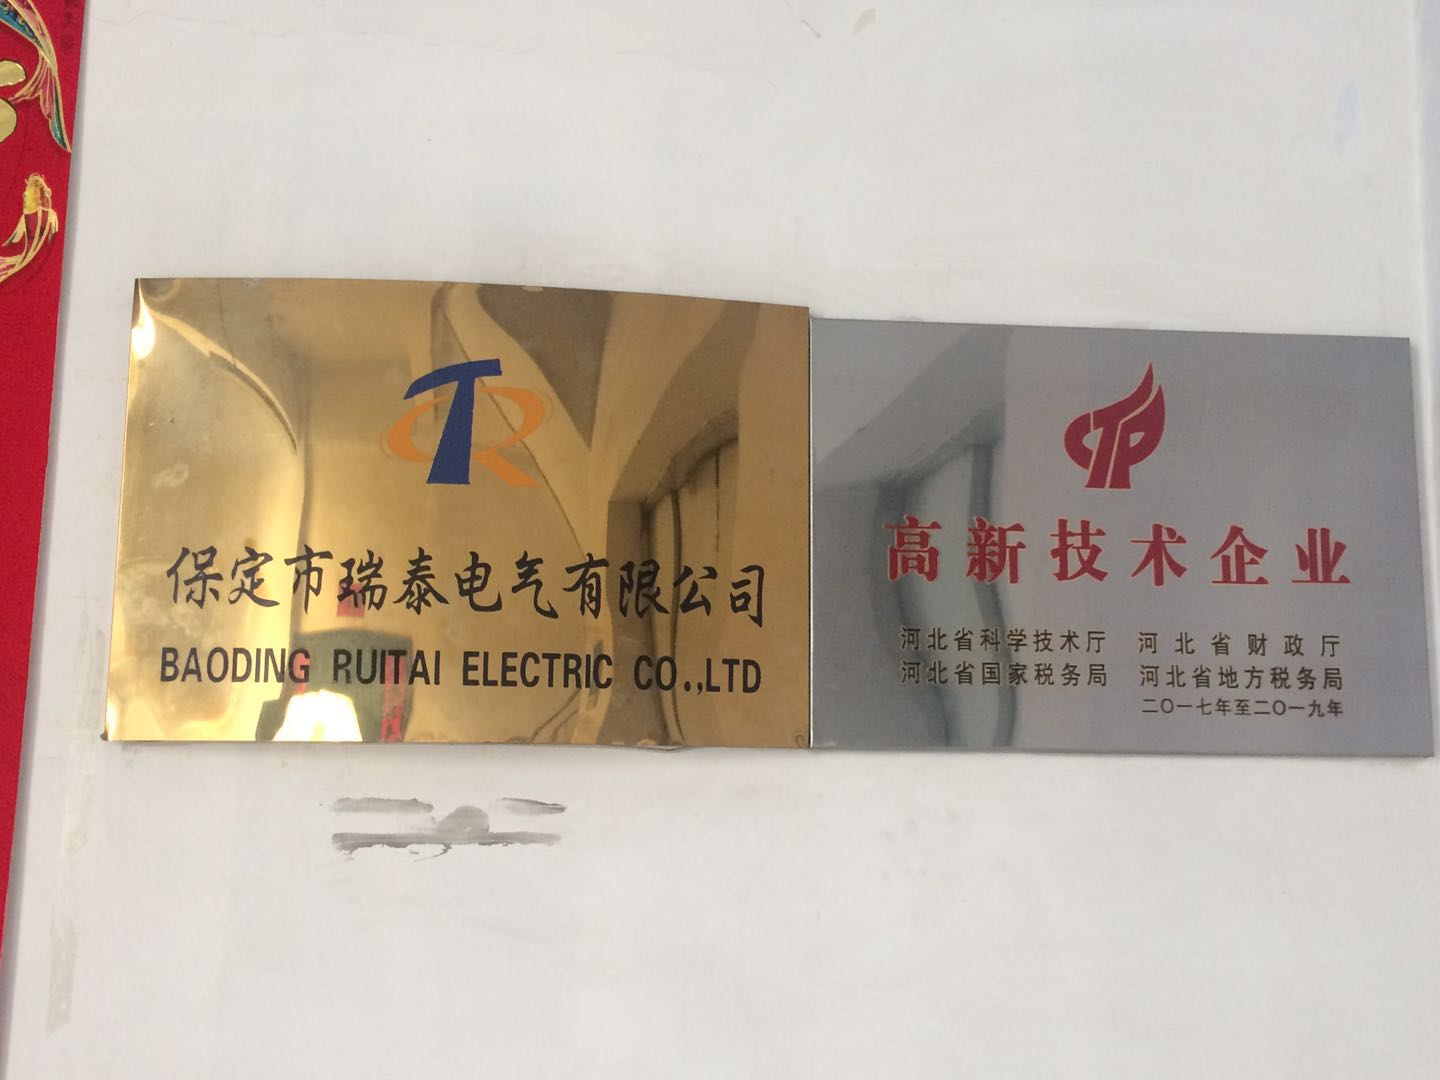 TR
保定市瑞泰电气有限公司
BAODING RUITAI ELECTRIC CO.,LTD
CTP
高新技术企业
河北省科学技术厅 河北省财政厅
河北省国家税务局 河北省地方税务局
二〇一七年至二〇一九年